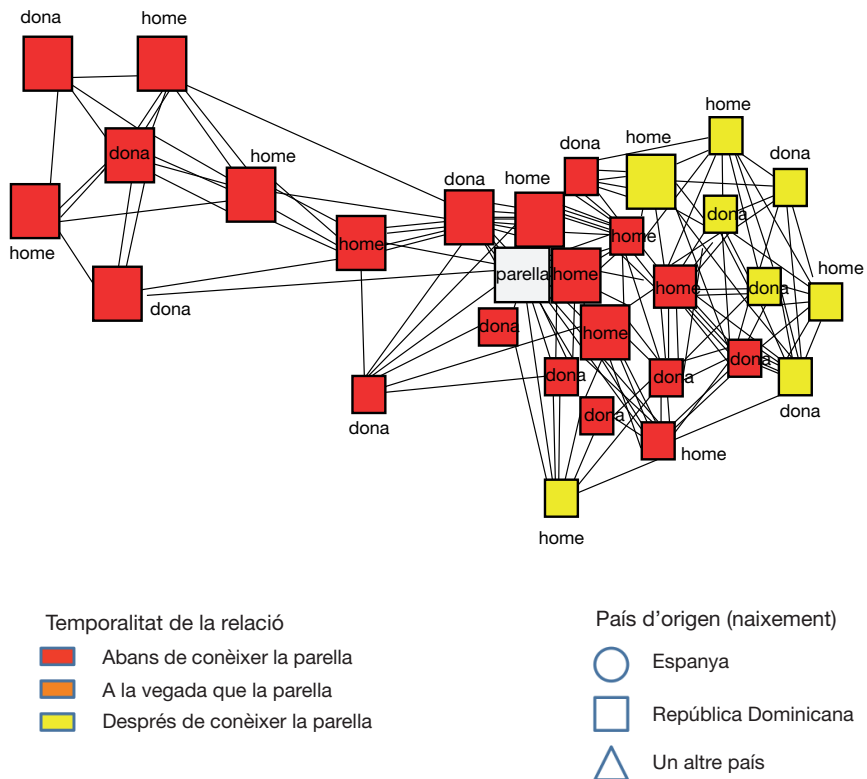 dona
home
dona
home
home
dona
home
dona
home
dona
home
home
dona
home
home
dona
dona
home
parella
home
home
dona
home
dona
home
dona
dona
dona
dona
dona
dona
home
dona
home
Temporalitat de la relació
Abans de conèixer la parella
A la vegada que la parella
Després de conèixer la parella
País d’origen (naixement)
Espanya
República Dominicana
Un altre país